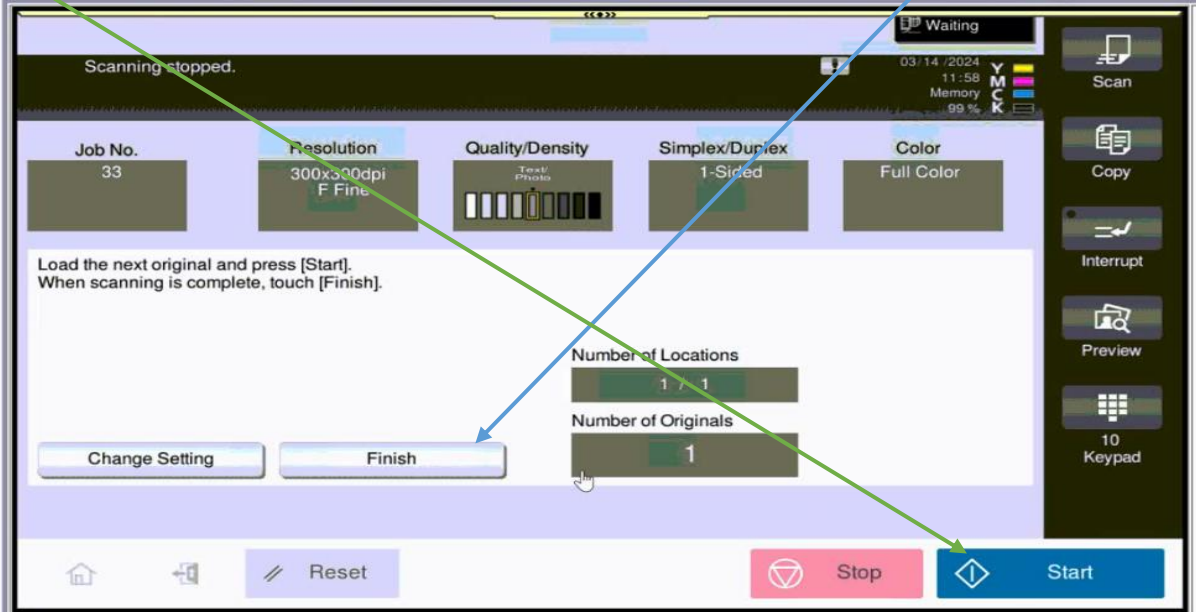 Waiting
Scanning stopped.
03/14 /2024
11:58
Memory
99 %
Y
M
C
K
Job No.
33
Resolution
300x300dpi
F Fine
Quality/Density
Text/
Photo
Simplex/Duplex
1-Sided
Color
Full Color
Load the next original and press [Start].
When scanning is complete, touch [Finish].
Number of Locations
1 / 1
Number of Originals
1
Change Setting
Finish
Reset
Stop
Start
Scan
Copy
Interrupt
Preview
10
Keypad